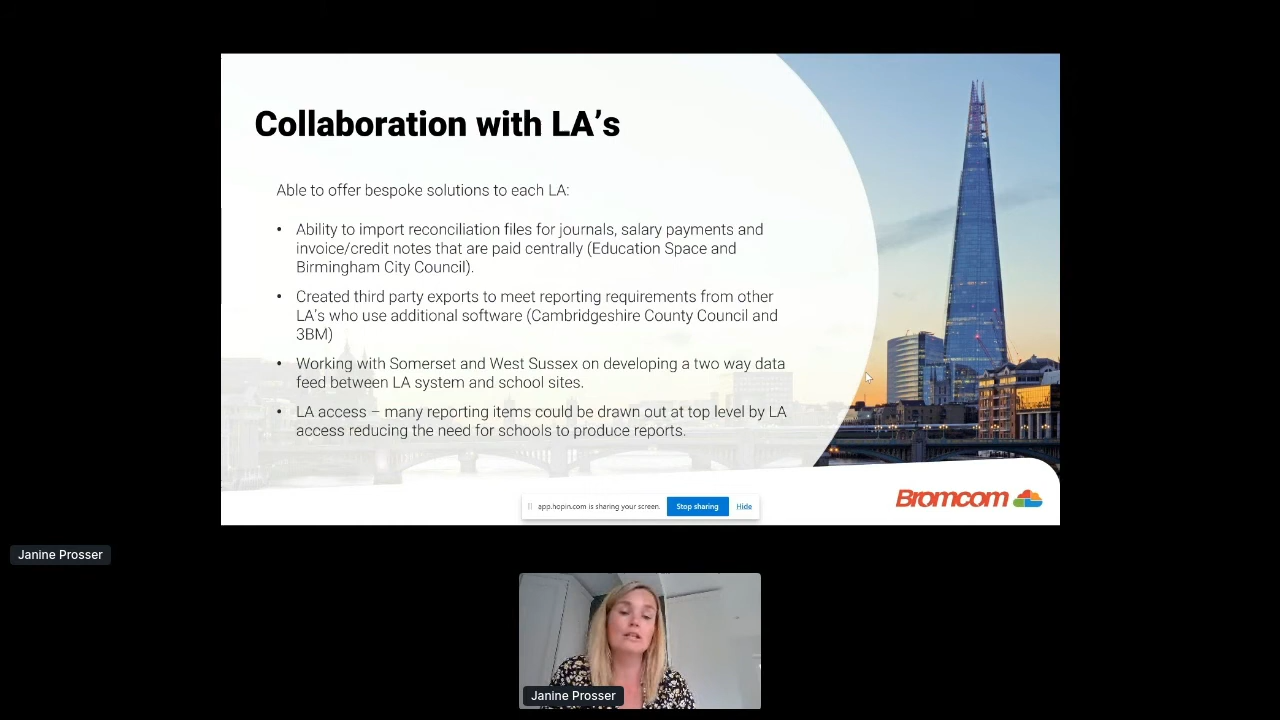 Collaboration with LA’s
Able to offer bespoke solutions to each LA:
• Ability to import reconciliation files for journals, salary payments and
invoice/credit notes that are paid centrally (Education Space and
Birmingham City Council).
• Created third party exports to meet reporting requirements from other
LA’s who use additional software (Cambridgeshire County Council and
3BM)
• Working with Somerset and West Sussex on developing a two way data
feed between LA system and school sites.
• LA access – many reporting items could be drawn out at top level by LA
access reducing the need for schools to produce reports.
Bromcom
app.hopin.com is sharing your screen. Stop sharing Hide
Janine Prosser
Janine Prosser